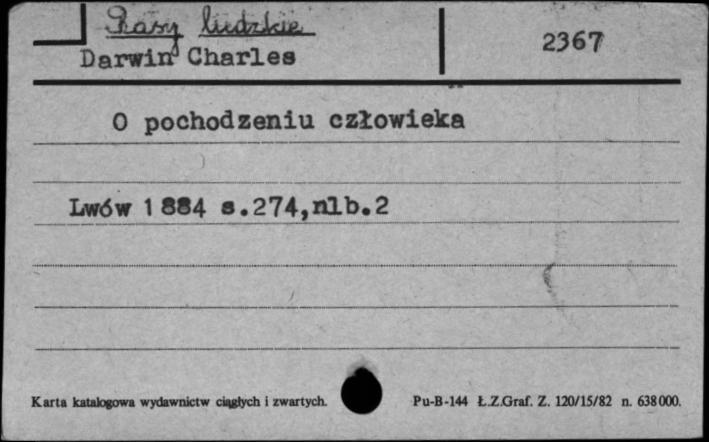 Rasy ludzkie
Darwin Charles
2367
O pochodzeniu człowieka
Lwów 1884 s.274,nlb.2
Karta katalogowa wydawnictw ciągłych i zwartych.
Pu-B-144 Ł.Z.Graf. Z. 120/15/82 n. 638000.